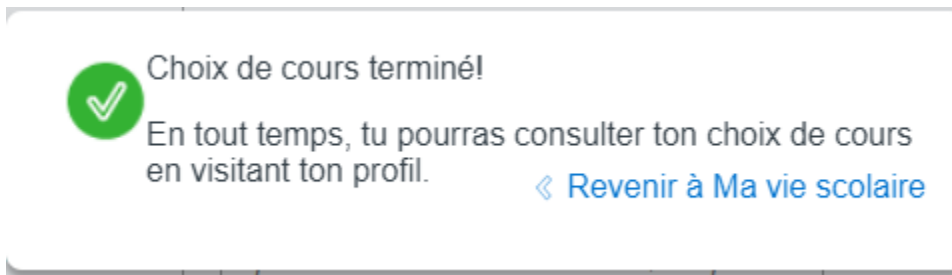 Choix de cours terminé!
En tout temps, tu pourras consulter ton choix de cours
en visitant ton profil.
Revenir à Ma vie scolaire